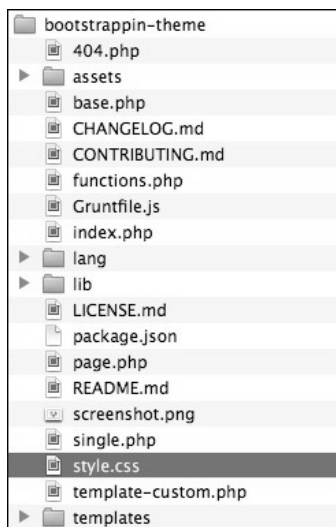 bootstrappin-theme
404.php
assets
base.php
CHANGELOG.md
CONTRIBUTING.md
functions.php
Gruntfile.js
index.php
lang
lib
LICENSE.md
package.json
page.php
README.md
screenshot.png
single.php
style.css
template-custom.php
templates